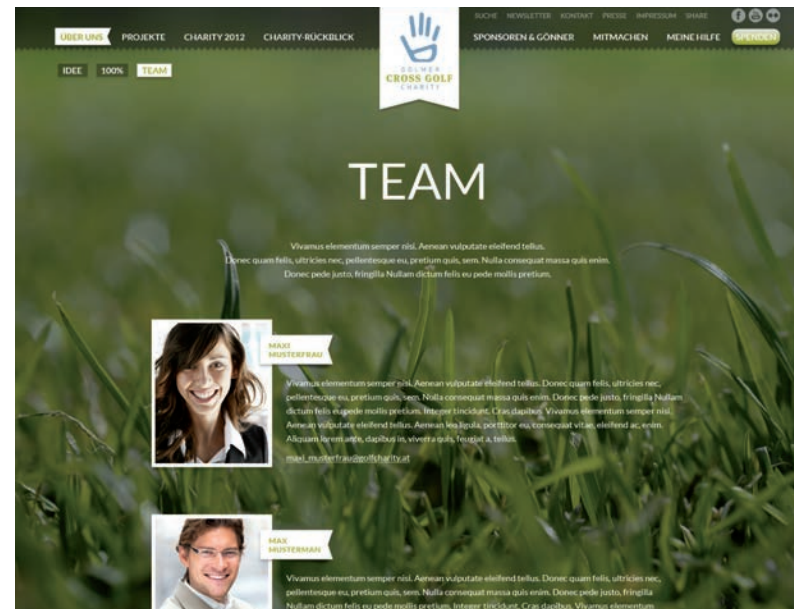 SUCHE NEWSLETTER KONTAKT PRESSE IMPRESSUM SHARE
ÜBER UNS PROJEKTE CHARITY 2012 CHARITY-RÜCKBLICK
SPONSOREN & GÖNNER MITMACHEN MEINE HILFE SPENDEN
IDEE 100% TEAM
CROSS GOLF
CHARITY
TEAM
Vivamus elementum semper nisi. Aenean vulputate eleifend tellus.
Donec quam felis, ultricies nec, pellentesque eu, pretium quis, sem. Nulla consequat massa quis enim.
Donec pede justo, fringilla Nullam dictum felis eu pede mollis pretium.
MAXI
MUSTERFRAU
Vivamus elementum semper nisi. Aenean vulputate eleifend tellus. Donec quam felis, ultricies nec,
pellentesque eu, pretium quis, sem. Nulla consequat massa quis enim. Donec pede justo, fringilla Nullam
dictum felis eu pede mollis pretium. Integer tincidunt. Cras dapibus. Vivamus elementum semper nisi.
Aenean vulputate eleifend tellus. Aenean leo ligula, porttitor eu, consequat vitae, eleifend ac, enim.
Aliquam lorem ante, dapibus in, viverra quis, feugiat a, tellus.
maxi_musterfrau@golfcharity.at
MAX
MUSTERMAN
Vivamus elementum semper nisi. Aenean vulputate eleifend tellus. Donec quam felis, ultricies nec,
pellentesque eu, pretium quis, sem. Nulla consequat massa quis enim. Donec pede justo, fringilla
Nullam dictum felis eu pede mollis pretium. Integer tincidunt. Cras dapibus. Vivamus elementum